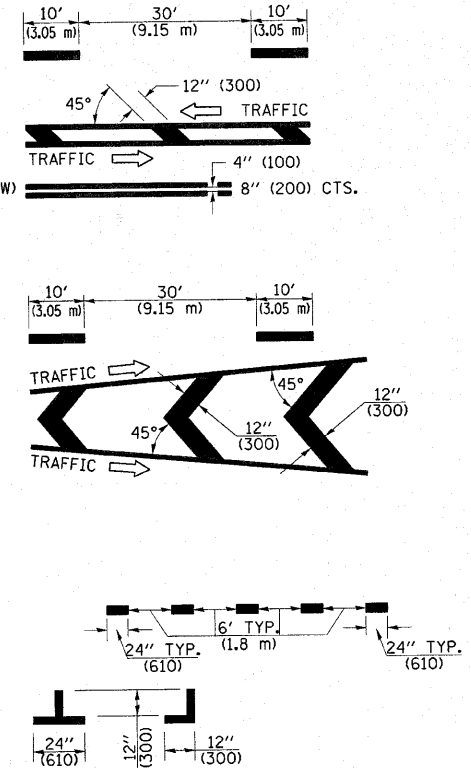 10' 30' 10'
(3.05 m) (9.15 m) (3.05 m)
12" (300)
45° TRAFFIC
TRAFFIC
4" (100)
W) 8" (200) CTS.
10' 30' 10'
(3.05 m) (9.15 m) (3.05 m)
TRAFFIC
45°
12"
(300)
12"
(300)
45°
TRAFFIC
6' TYP.
(1.8 m)
24" TYP.
(610)
24" TYP.
(610)
24"
(610)
12"
(300)
12"
(300)